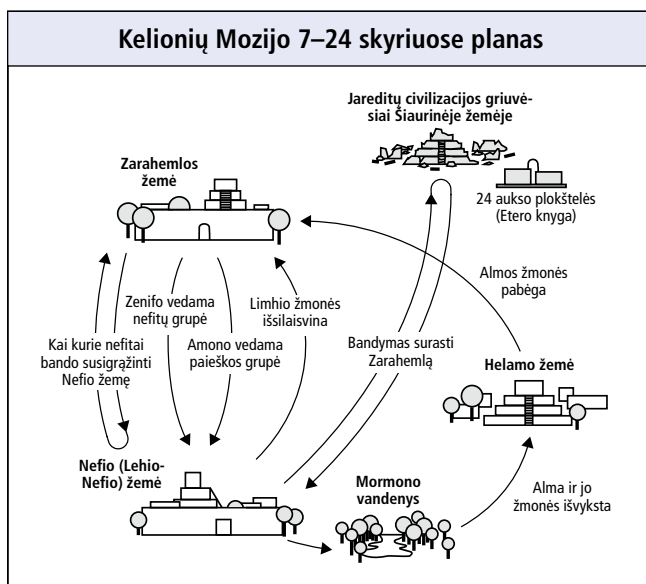 Kelionių Mozijo 7–24 skyriuose planas
Jareditų civilizacijos griuvė-
siai Šiaurinėje žemėje
Zarahemlos
žemė
24 aukso plokštelės
(Etero knyga)
Almos žmonės
pabėga
Zenifo vedama
nefitų grupė
Limhio žmonės
išsilaisvina
Kai kurie nefitai
bando susigrąžinti
Nefio žemę
Amono vedama
paieškos grupė
Bandymas surasti
Zarahemlą
Helamo žemė
Nefio (Lehio-
Nefio) žemė
Mormono
vandenys
Alma ir jo
žmonės išvyksta